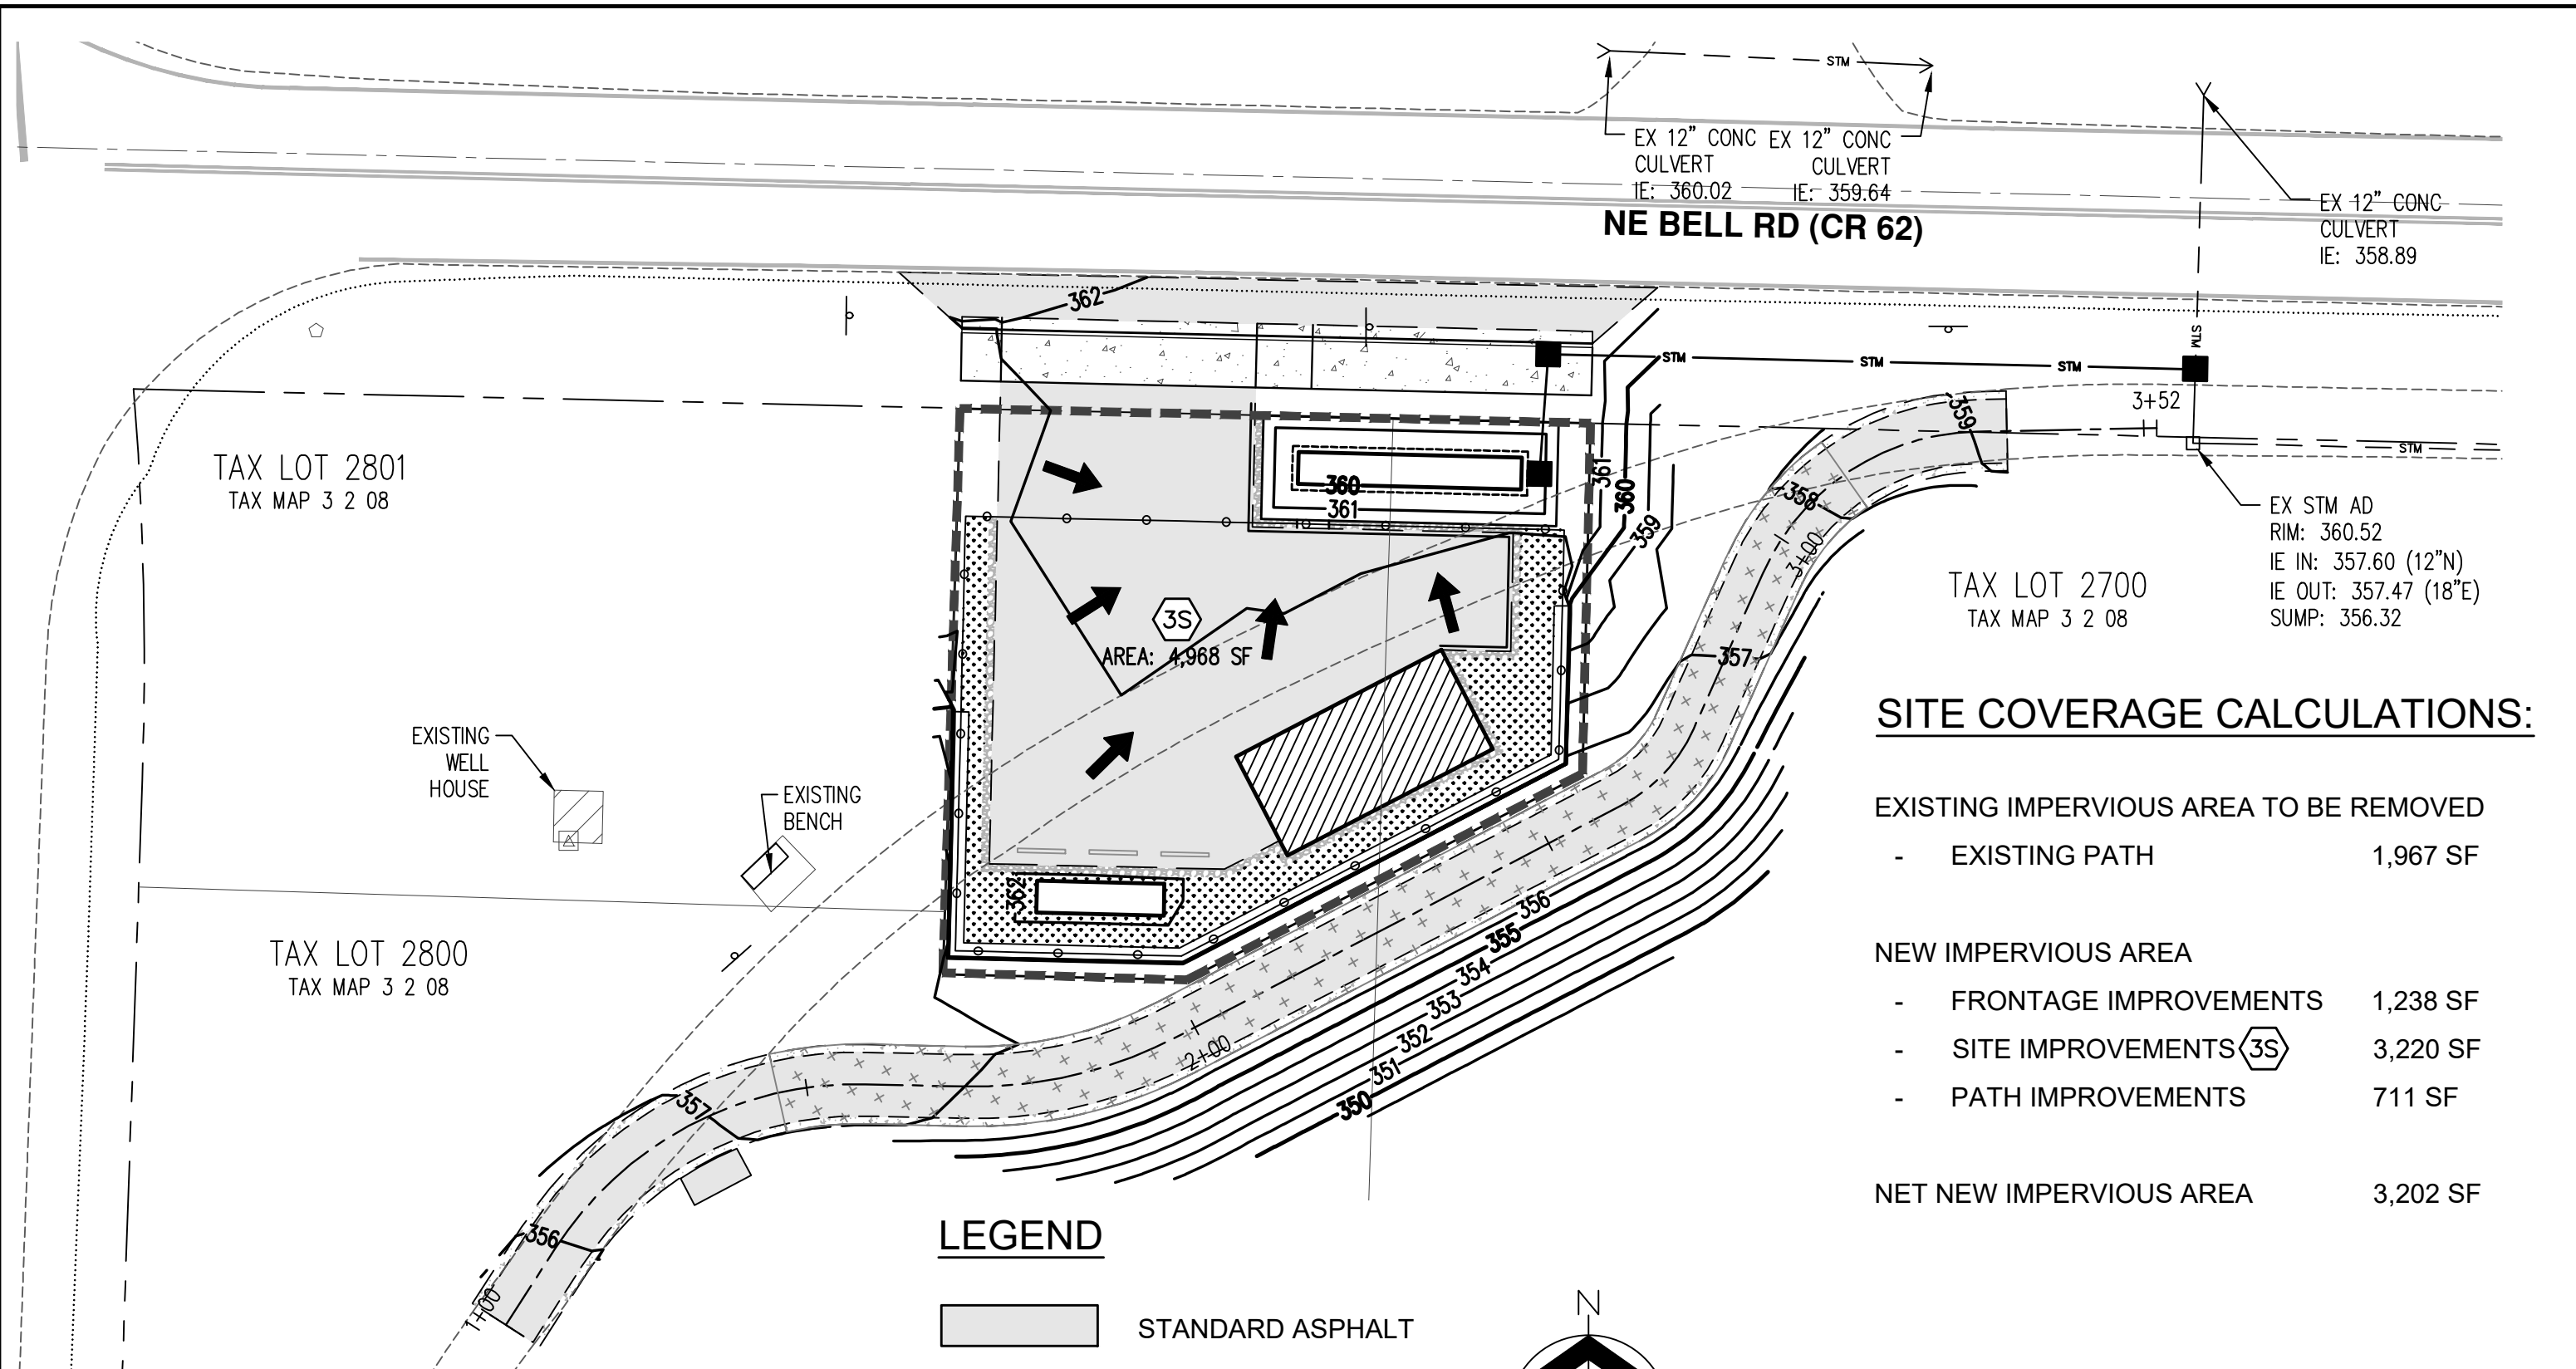 STM
EX 12" CONC
CULVERT
IE: 360.02
EX 12" CONC
CULVERT
IE: 359.64
NE BELL RD (CR 62)
EX 12" CONC
CULVERT
IE: 358.89
362
STM
STM
STM
STM
3+52
359
TAX LOT 2801
TAX MAP 3 2 08
360
361
361
360
359
358
3+00
STM
EX STM AD
RIM: 360.52
IE IN: 357.60 (12"N)
IE OUT: 357.47 (18"E)
SUMP: 356.32
TAX LOT 2700
TAX MAP 3 2 08
3S
AREA: 4,968 SF
357
EXISTING
WELL
HOUSE
EXISTING
BENCH
362
TAX LOT 2800
TAX MAP 3 2 08
356
355
354
353
352
351
350
2+00
357
356
1+00
SITE COVERAGE CALCULATIONS:
EXISTING IMPERVIOUS AREA TO BE REMOVED
- EXISTING PATH 1,967 SF
NEW IMPERVIOUS AREA
- FRONTAGE IMPROVEMENTS 1,238 SF
- SITE IMPROVEMENTS 3S 3,220 SF
- PATH IMPROVEMENTS 711 SF
NET NEW IMPERVIOUS AREA 3,202 SF
LEGEND
STANDARD ASPHALT
N